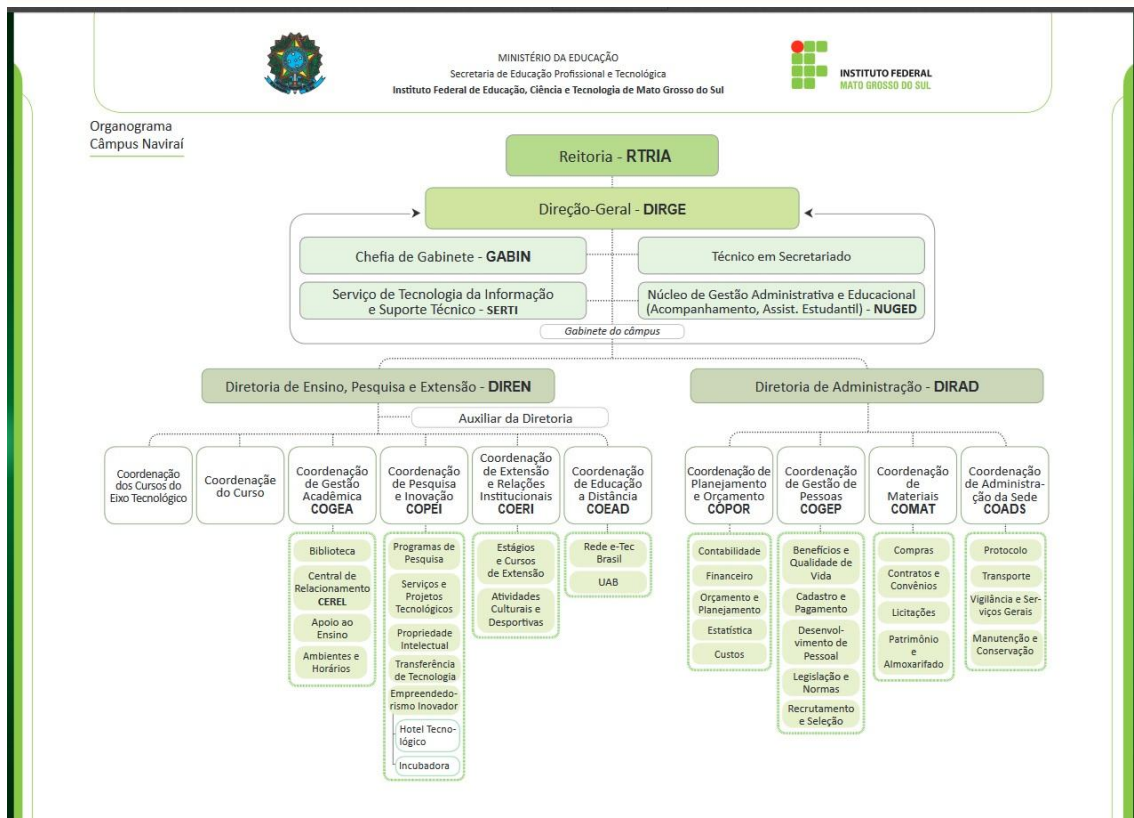 MINISTÉRIO DA EDUCAÇÃO
Secretaria de Educação Profissional e Tecnológica
Instituto Federal de Educação, Ciência e Tecnologia de Mato Grosso do Sul
INSTITUTO FEDERAL
MATO GROSSO DO SUL
Organograma
Câmpus Naviraí
Reitoria - RTRIA
Direção-Geral - DIRGE
Chefia de Gabinete - GABIN
Técnico em Secretariado
Serviço de Tecnologia da Informação
e Suporte Técnico - SERTI
Núcleo de Gestão Administrativa e Educacional
(Acompanhamento, Assist. Estudantil) - NUGED
Gabinete do câmpus
Diretoria de Ensino, Pesquisa e Extensão - DIREN
Diretoria de Administração - DIRAD
Auxiliar da Diretoria
Coordenação
dos Cursos do
Eixo Tecnológico
Coordenaçãe
do Curso
Coordenação
de Gestão
Acadêmica
COGEA
Coordenação
de Pesquisa
e Inovação
COPEI
Coordenação
de Extensão
e Relações
Institucionais
COERI
Coordenação
de Educação
a Distância
COEAD
Coordenação de
Planejamento
e Orçamento
COPOR
Coordenação
de Gestão de
Pessoas
COGEP
Coordenação
de
Materiais
COMAT
Coordenação
de Administra-
ção da Sede
COADS
Biblioteca
Central de
Relacionamento
CEREL
Apoio ao
Ensino
Ambientes e
Horários
Programas de
Pesquisa
Serviços e
Projetos
Tecnológicos
Propriedade
Intelectual
Transferência
de Tecnologia
Empreendedo-
rismo Inovador
Hotel Tecno-
lógico
Incubadora
Estágios
e Cursos
de Extensão
Atividades
Culturais e
Desportivas
Rede e-Tec
Brasil
UAB
Contabilidade
Financeiro
Orçamento e
Planejamento
Estatística
Custos
Benefícios e
Qualidade de
Vida
Cadastro e
Pagamento
Desenvol-
vimento de
Pessoal
Legislação e
Normas
Recrutamento
e Seleção
Compras
Contratos e
Convênios
Licitações
Patrimônio
e
Almoxarifado
Protocolo
Transporte
Vigilância e Ser-
viços Gerais
Manutenção e
Conservação